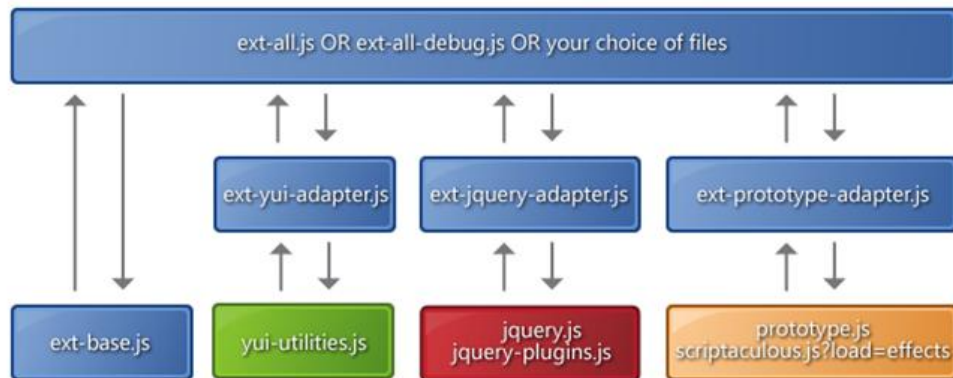 ext-all.js OR ext-all-debug.js OR your choice of files
ext-yui-adapter.js
ext-jquery-adapter.js
ext-prototype-adapter.js
ext-base.js
yui-utilities.js
jquery.js
jquery-plugins.js
prototype.js
scriptaculous.js?load=effects